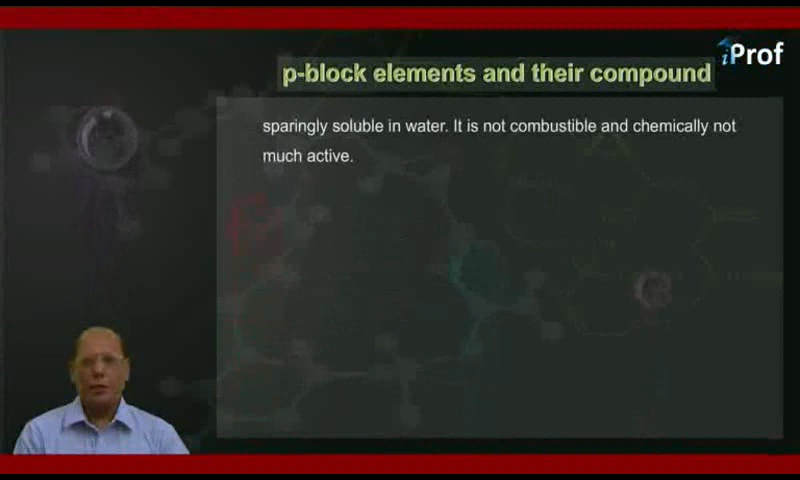 iProf
p-block elements and their compound
sparingly soluble in water. It is not combustible and chemically not
much active.